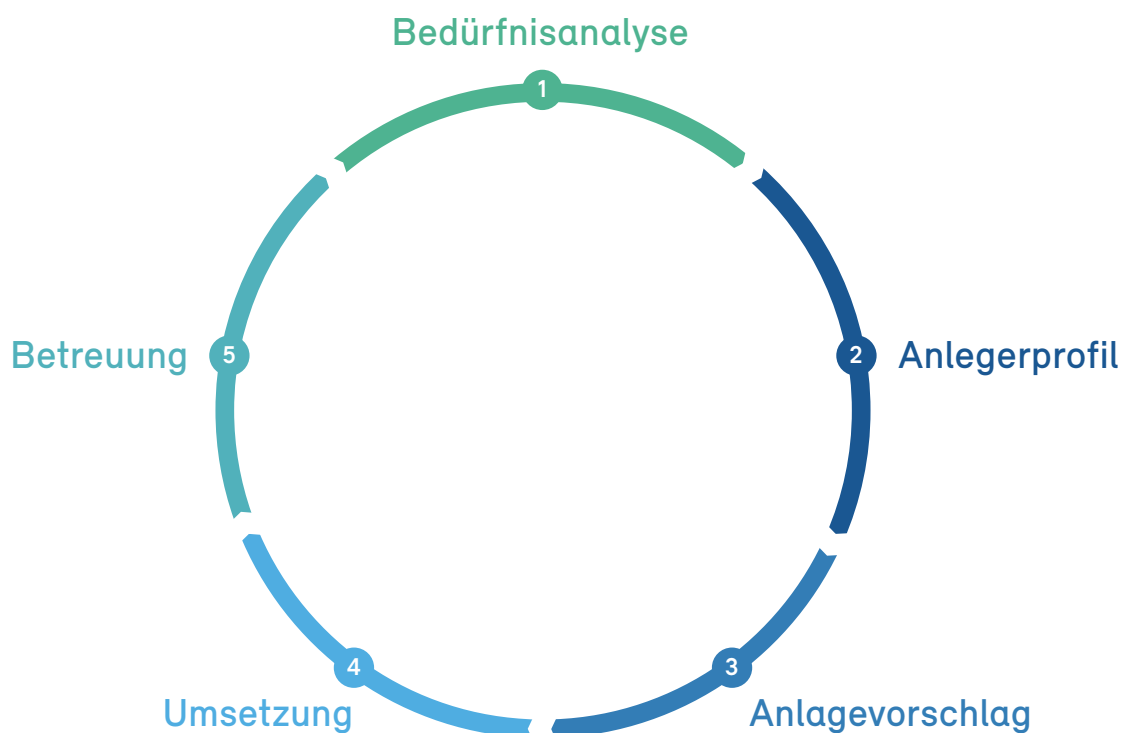 Bedürfnisanalyse
1
2
Anlegerprofil
3
Anlagevorschlag
4
Umsetzung
5
Betreuung